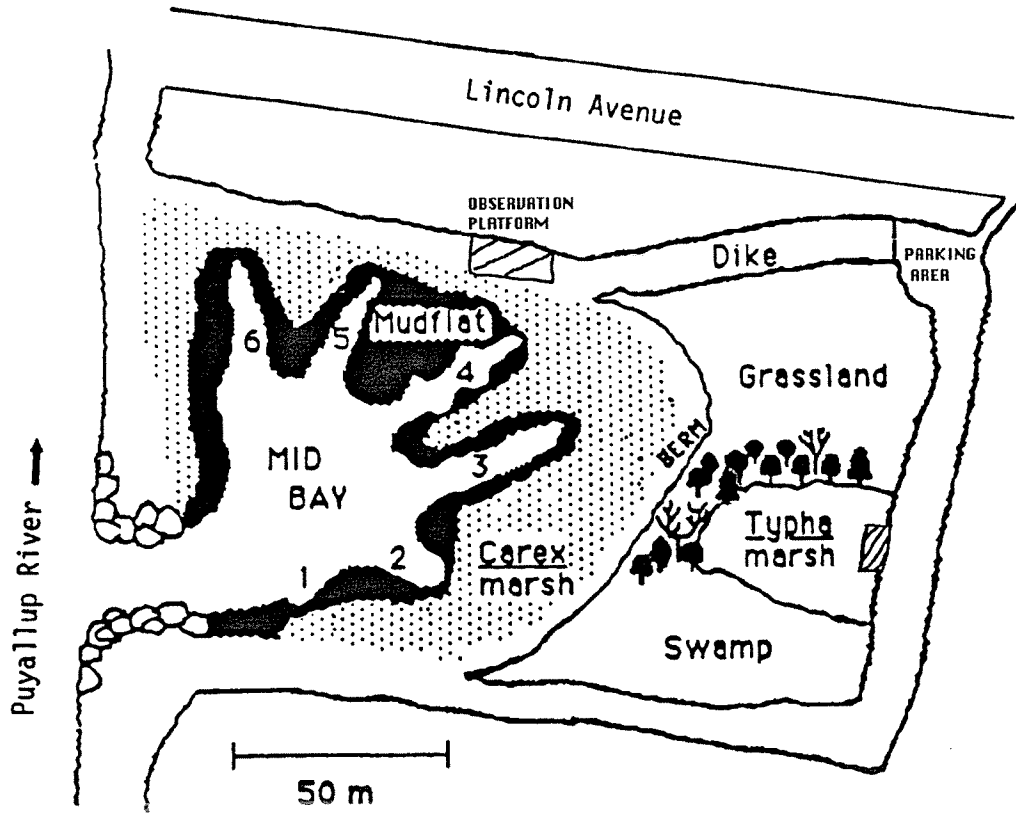 Lincoln Avenue
OBSERVATION
PLATFORM
Dike
PARKING
AREA
Mudflat
6
5
4
Grassland
MID
BAY
3
BERM
Puyallup River
Typha
marsh
Carex
marsh
2
1
Swamp
50 m